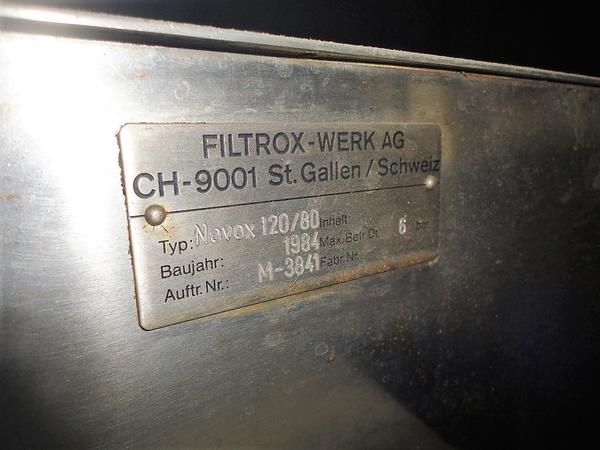 FILTROX-WERK AG
CH-9001 St. Gallen / Schweiz
Typ: Novox 120/80 Inhalt
Baujahr: 1984 Max. Betr. Dr. 6 bar
Auftr. Nr.: M-3841 Fabr. Nr.